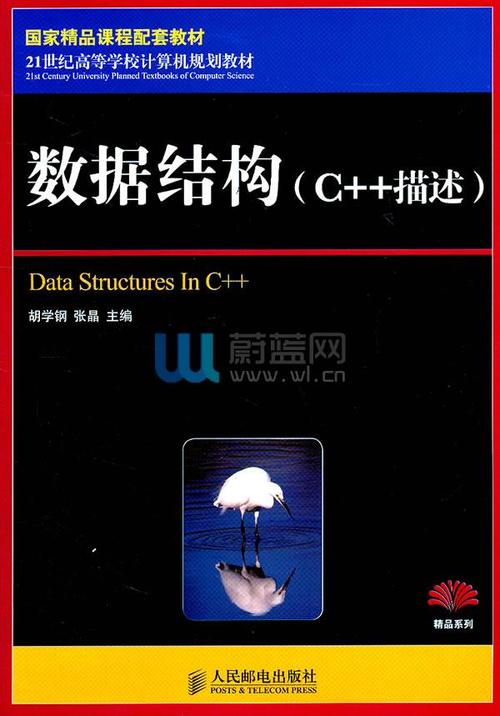 国家精品课程配套教材
21世纪高等学校计算机规划教材
21st Century University Planned Textbooks of Computer Science
数据结构（C++描述）
Data Structures In C++
胡学钢 张晶 主编
蔚蓝网
www.wl.cn
精品系列
人民邮电出版社
POSTS & TELECOM PRESS